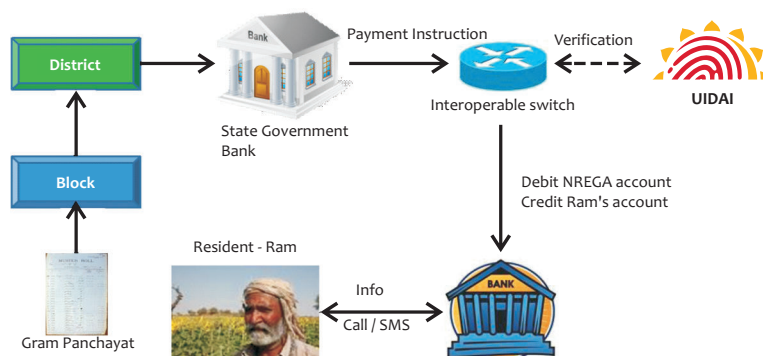 District
Bank
Payment Instruction
Verification
Interoperable switch
UIDAI
State Government
Bank
Block
Debit NREGA account
Credit Ram's account
Resident - Ram
BANK
Info
Call / SMS
Gram Panchayat